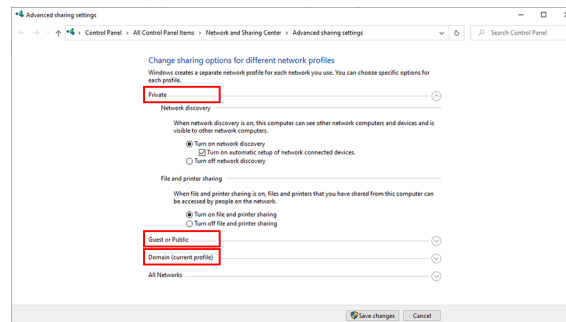 Advanced sharing settings
Control Panel > All Control Panel Items > Network and Sharing Center > Advanced sharing settings
Search Control Panel
Change sharing options for different network profiles
Windows creates a separate network profile for each network you use. You can choose specific options for
each profile.
Private
Network discovery
When network discovery is on, this computer can see other network computers and devices and is
visible to other network computers.
Turn on network discovery
Turn on automatic setup of network connected devices.
Turn off network discovery
File and printer sharing
When file and printer sharing is on, files and printers that you have shared from this computer can
be accessed by people on the network.
Turn on file and printer sharing
Turn off file and printer sharing
Guest or Public
Domain (current profile)
All Networks
Save changes
Cancel